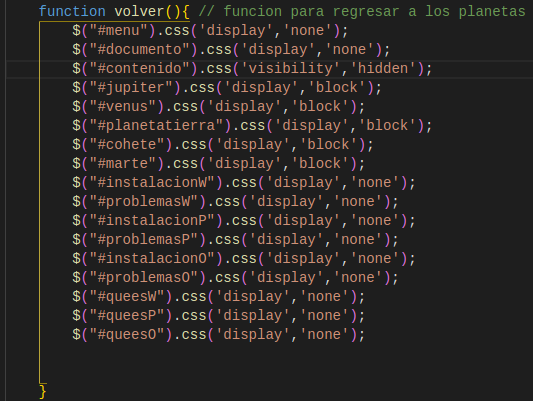 function volver(){ // funcion para regresar a los planetas
$("#menu").css('display','none');
$("#documento").css('display','none');
$("#contenido").css('visibility','hidden');
$("#jupiter").css('display','block');
$("#venus").css('display','block');
$("#planetatierra").css('display','block');
$("#cohete").css('display','block');
$("#marte").css('display','block');
$("#instalacionW").css('display','none');
$("#problemasW").css('display','none');
$("#instalacionP").css('display','none');
$("#problemasP").css('display','none');
$("#instalacionO").css('display','none');
$("#problemasO").css('display','none');
$("#queesW").css('display','none');
$("#queesP").css('display','none');
$("#queesO").css('display','none');
}